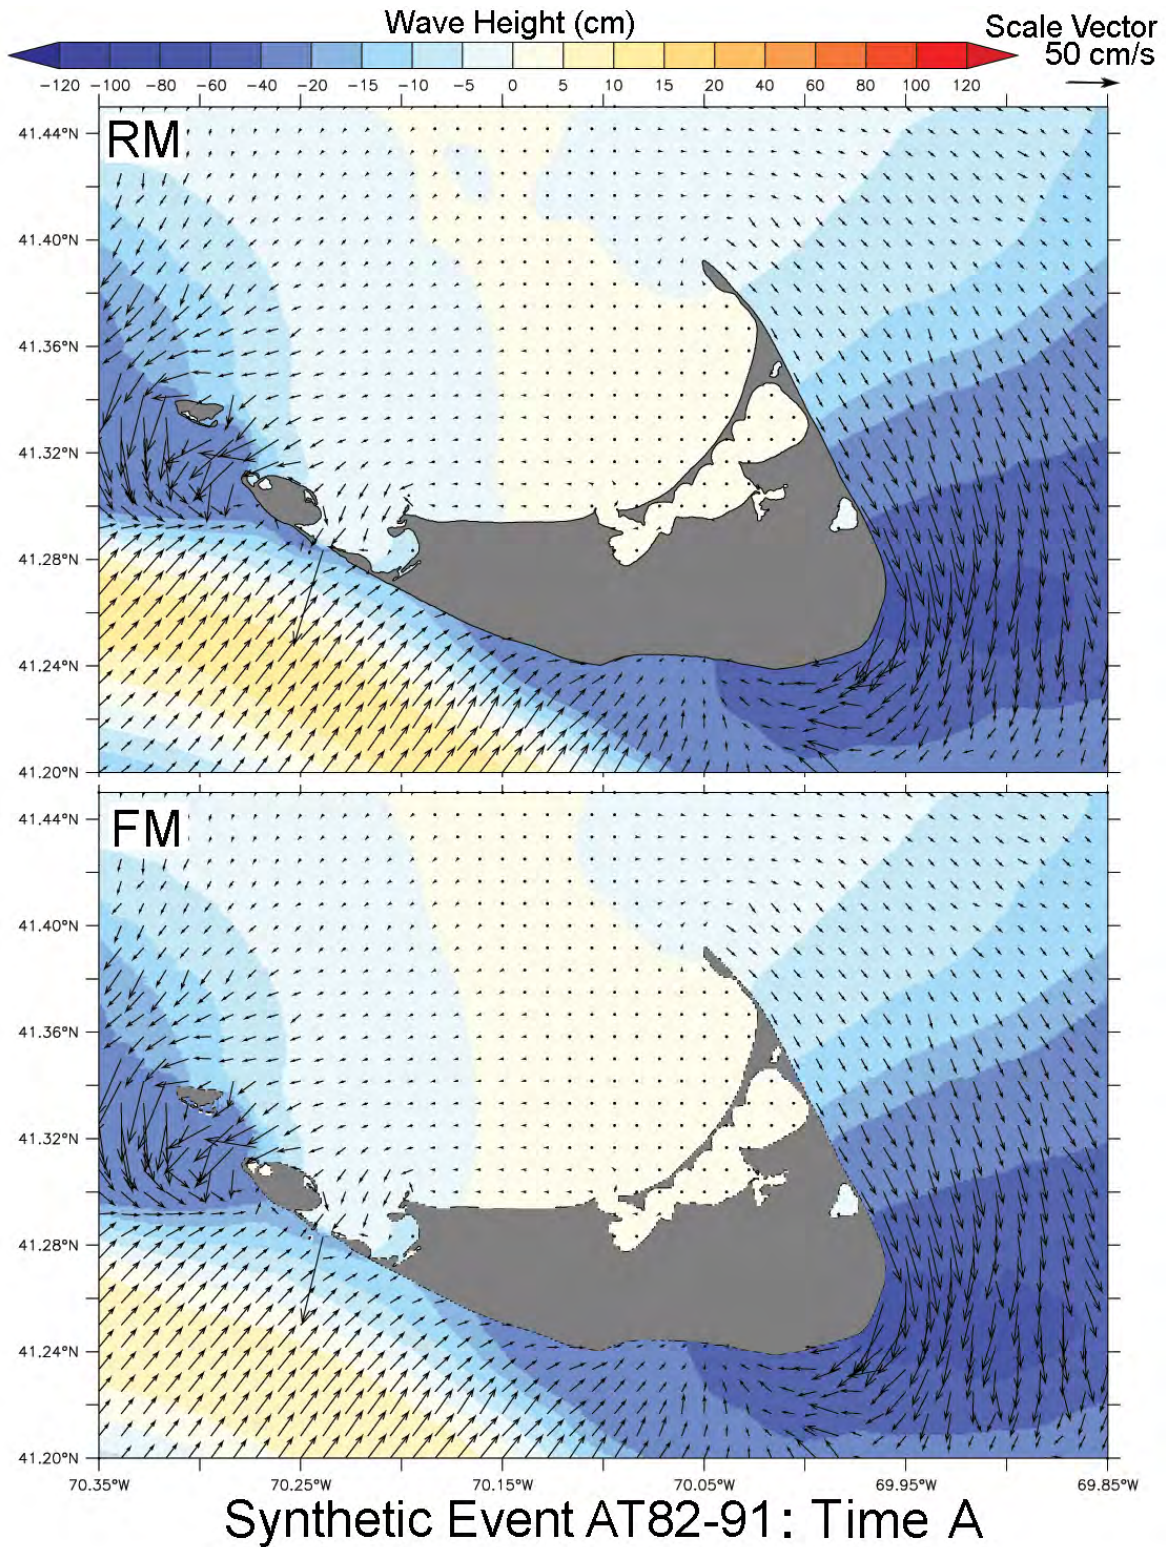 Wave Height (cm)
Scale Vector
50 cm/s
−120 −100 −80 −60 −40 −20 −15 −10 −5 0 5 10 15 20 40 60 80 100 120
RM
41.44°N
41.40°N
41.36°N
41.32°N
41.28°N
41.24°N
41.20°N
FM
41.44°N
41.40°N
41.36°N
41.32°N
41.28°N
41.24°N
41.20°N
70.35°W 70.25°W 70.15°W 70.05°W 69.95°W 69.85°W
Synthetic Event AT82-91: Time A